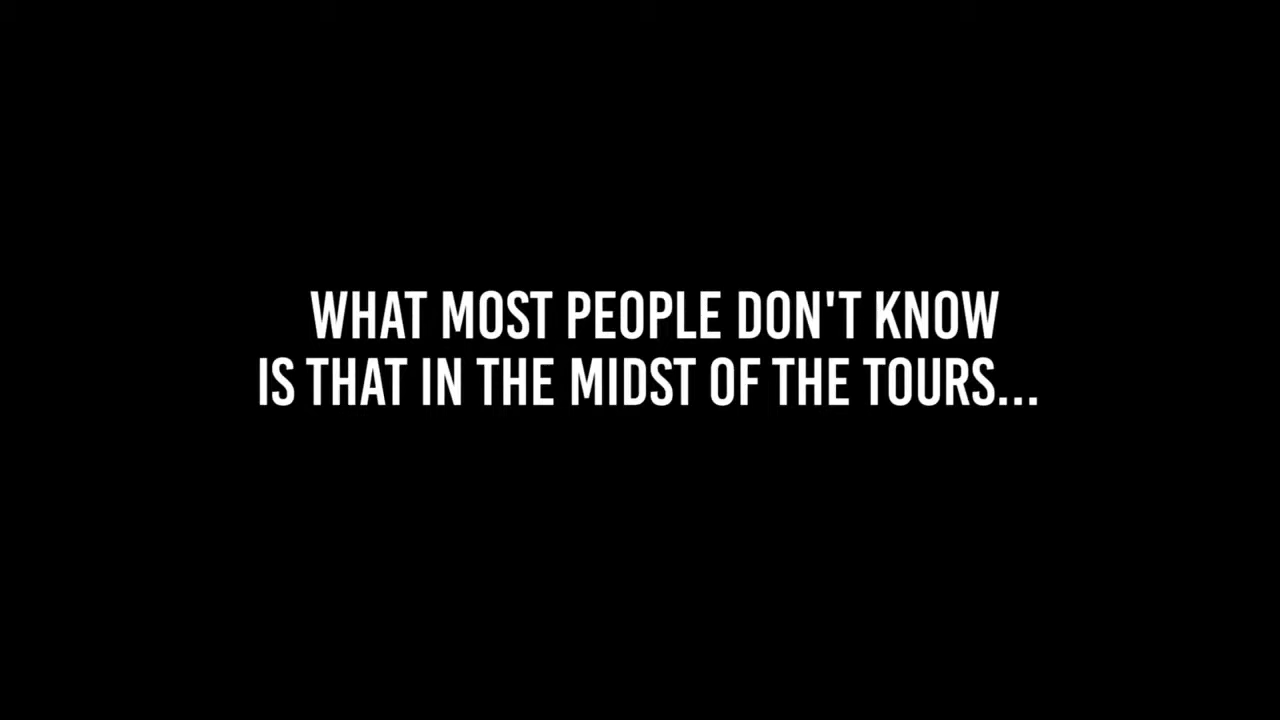 WHAT MOST PEOPLE DON'T KNOW
IS THAT IN THE MIDST OF THE TOURS...